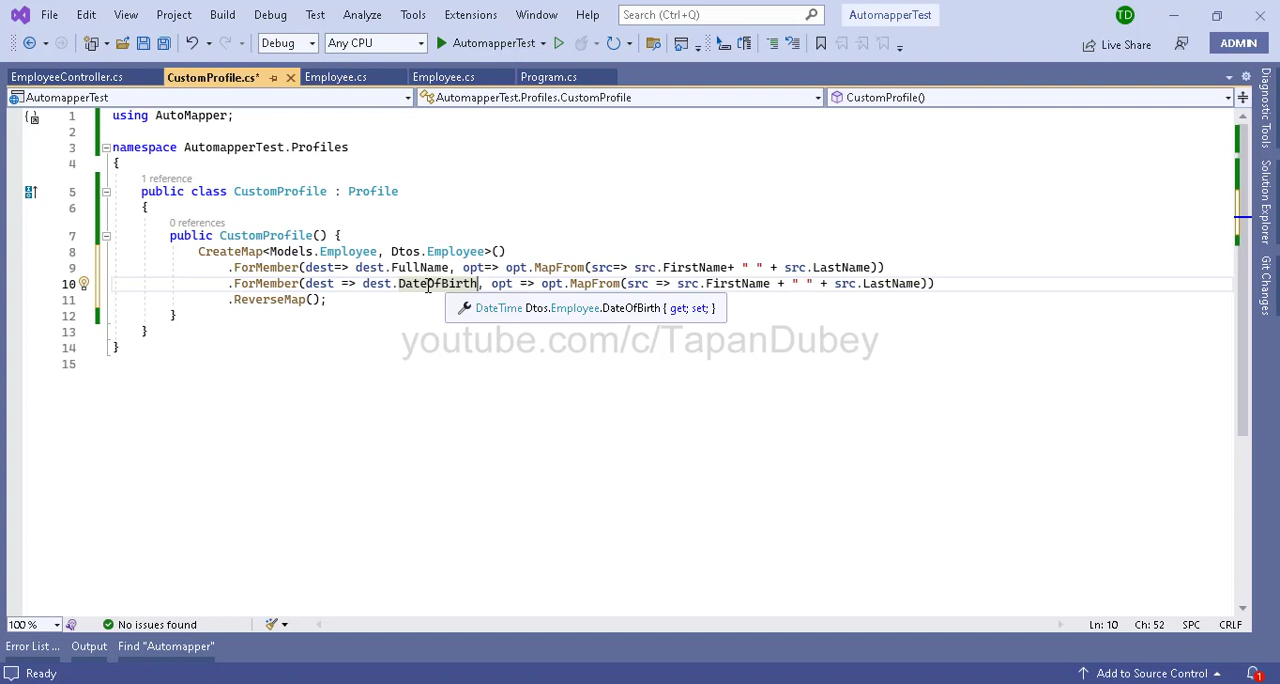 File Edit View Project Build Debug Test Analyze Tools Extensions Window Help Search (Ctrl+Q) AutomapperTest TD
Debug Any CPU AutomapperTest Live Share ADMIN
EmployeeController.cs CustomProfile.cs* Employee.cs Employee.cs Program.cs
AutomapperTest AutomapperTest.Profiles.CustomProfile CustomProfile()
1 using AutoMapper;
2
3 namespace AutomapperTest.Profiles
4 {
1 reference
5 public class CustomProfile : Profile
6 {
0 references
7 public CustomProfile() {
8 CreateMap<Models.Employee, Dtos.Employee>()
9 .ForMember(dest=> dest.FullName, opt=> opt.MapFrom(src=> src.FirstName+ " " + src.LastName))
10 .ForMember(dest => dest.DateOfBirth, opt => opt.MapFrom(src => src.FirstName + " " + src.LastName))
11 .ReverseMap();
DateTime Dtos.Employee.DateOfBirth { get; set; }
12 }
13 }
14 }
15
youtube.com/c/TapanDubey
Diagnostic Tools
Solution Explorer
Git Changes
100 % No issues found Ln: 10 Ch: 52 SPC CRLF
Error List ... Output Find "Automapper"
Ready Add to Source Control 1